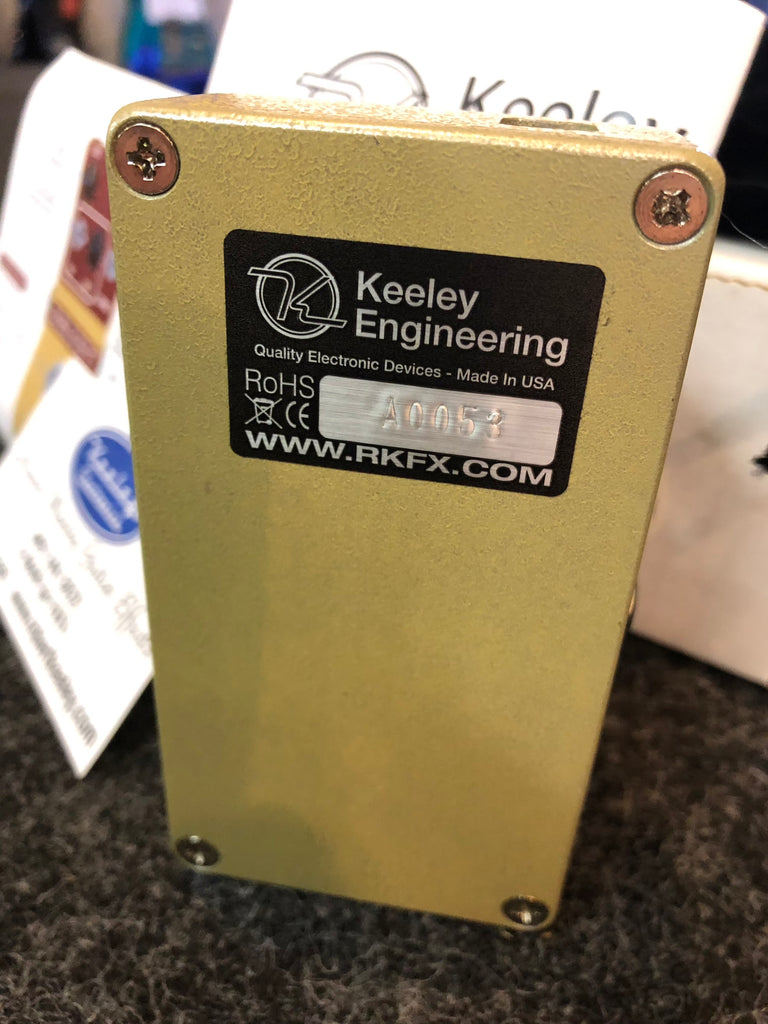 Keeley
Keeley
Engineering
Quality Electronic Devices - Made In USA
RoHS
CE
A0053
WWW.RKFX.COM